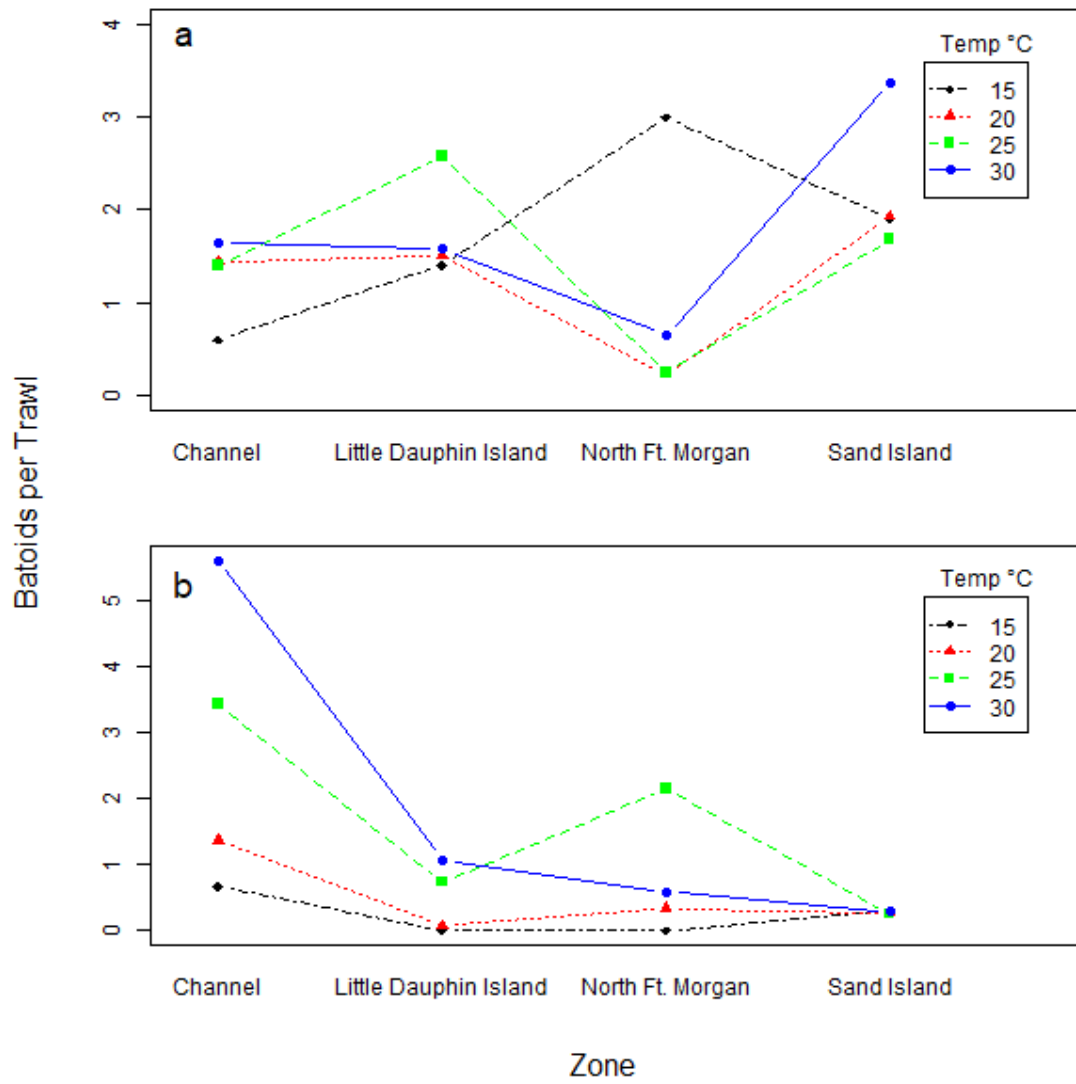 Batoids per Trawl
a
4
3
2
1
0
Temp °C
15
20
25
30
Channel
Little Dauphin Island
North Ft. Morgan
Sand Island
b
5
4
3
2
1
0
Temp °C
15
20
25
30
Channel
Little Dauphin Island
North Ft. Morgan
Sand Island
Zone